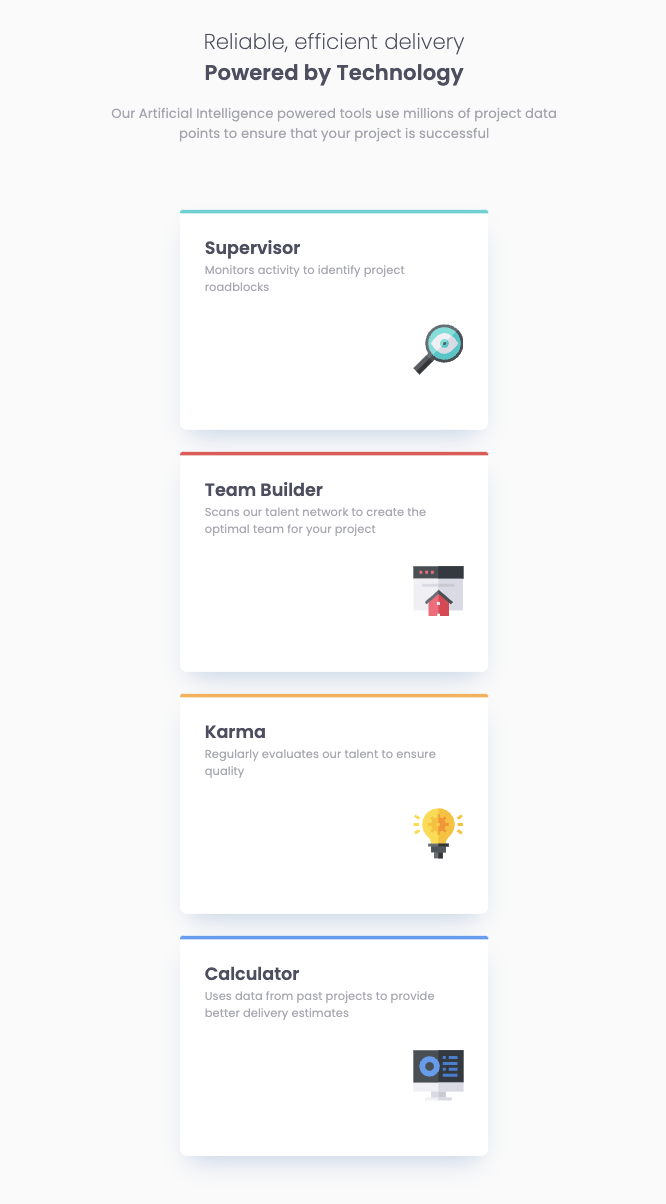 Reliable, efficient delivery
Powered by Technology
Our Artificial Intelligence powered tools use millions of project data
points to ensure that your project is successful
Supervisor
Monitors activity to identify project
roadblocks
Team Builder
Scans our talent network to create the
optimal team for your project
Karma
Regularly evaluates our talent to ensure
quality
Calculator
Uses data from past projects to provide
better delivery estimates